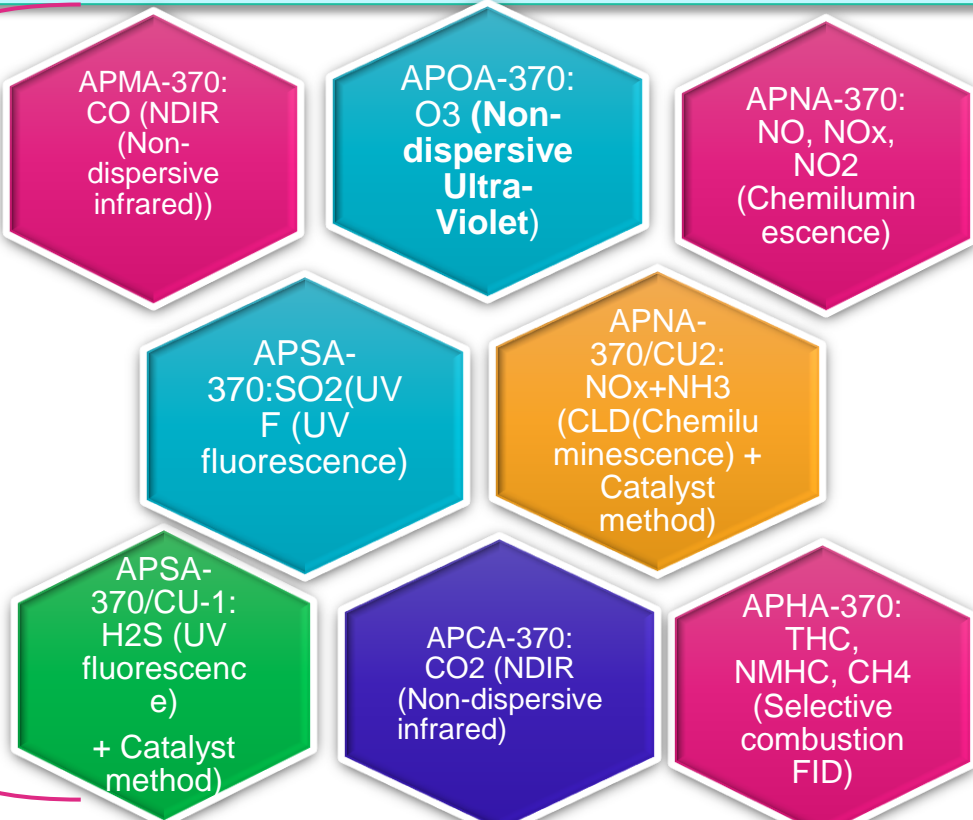 APMA-370:
CO (NDIR
(Non-
dispersive
infrared))
APOA-370:
O3 (Non-
dispersive
Ultra-
Violet)
APNA-370:
NO, NOx,
NO2
(Chemilumin
escence)
APSA-
370:SO2(UV
F (UV
fluorescence)
APNA-
370/CU2:
NOx+NH3
(CLD(Chemilu
minescence) +
Catalyst
method)
APSA-
370/CU-1:
H2S (UV
fluorescenc
e)
+ Catalyst
method)
APCA-370:
CO2 (NDIR
(Non-dispersive
infrared)
APHA-370:
THC,
NMHC, CH4
(Selective
combustion
FID)